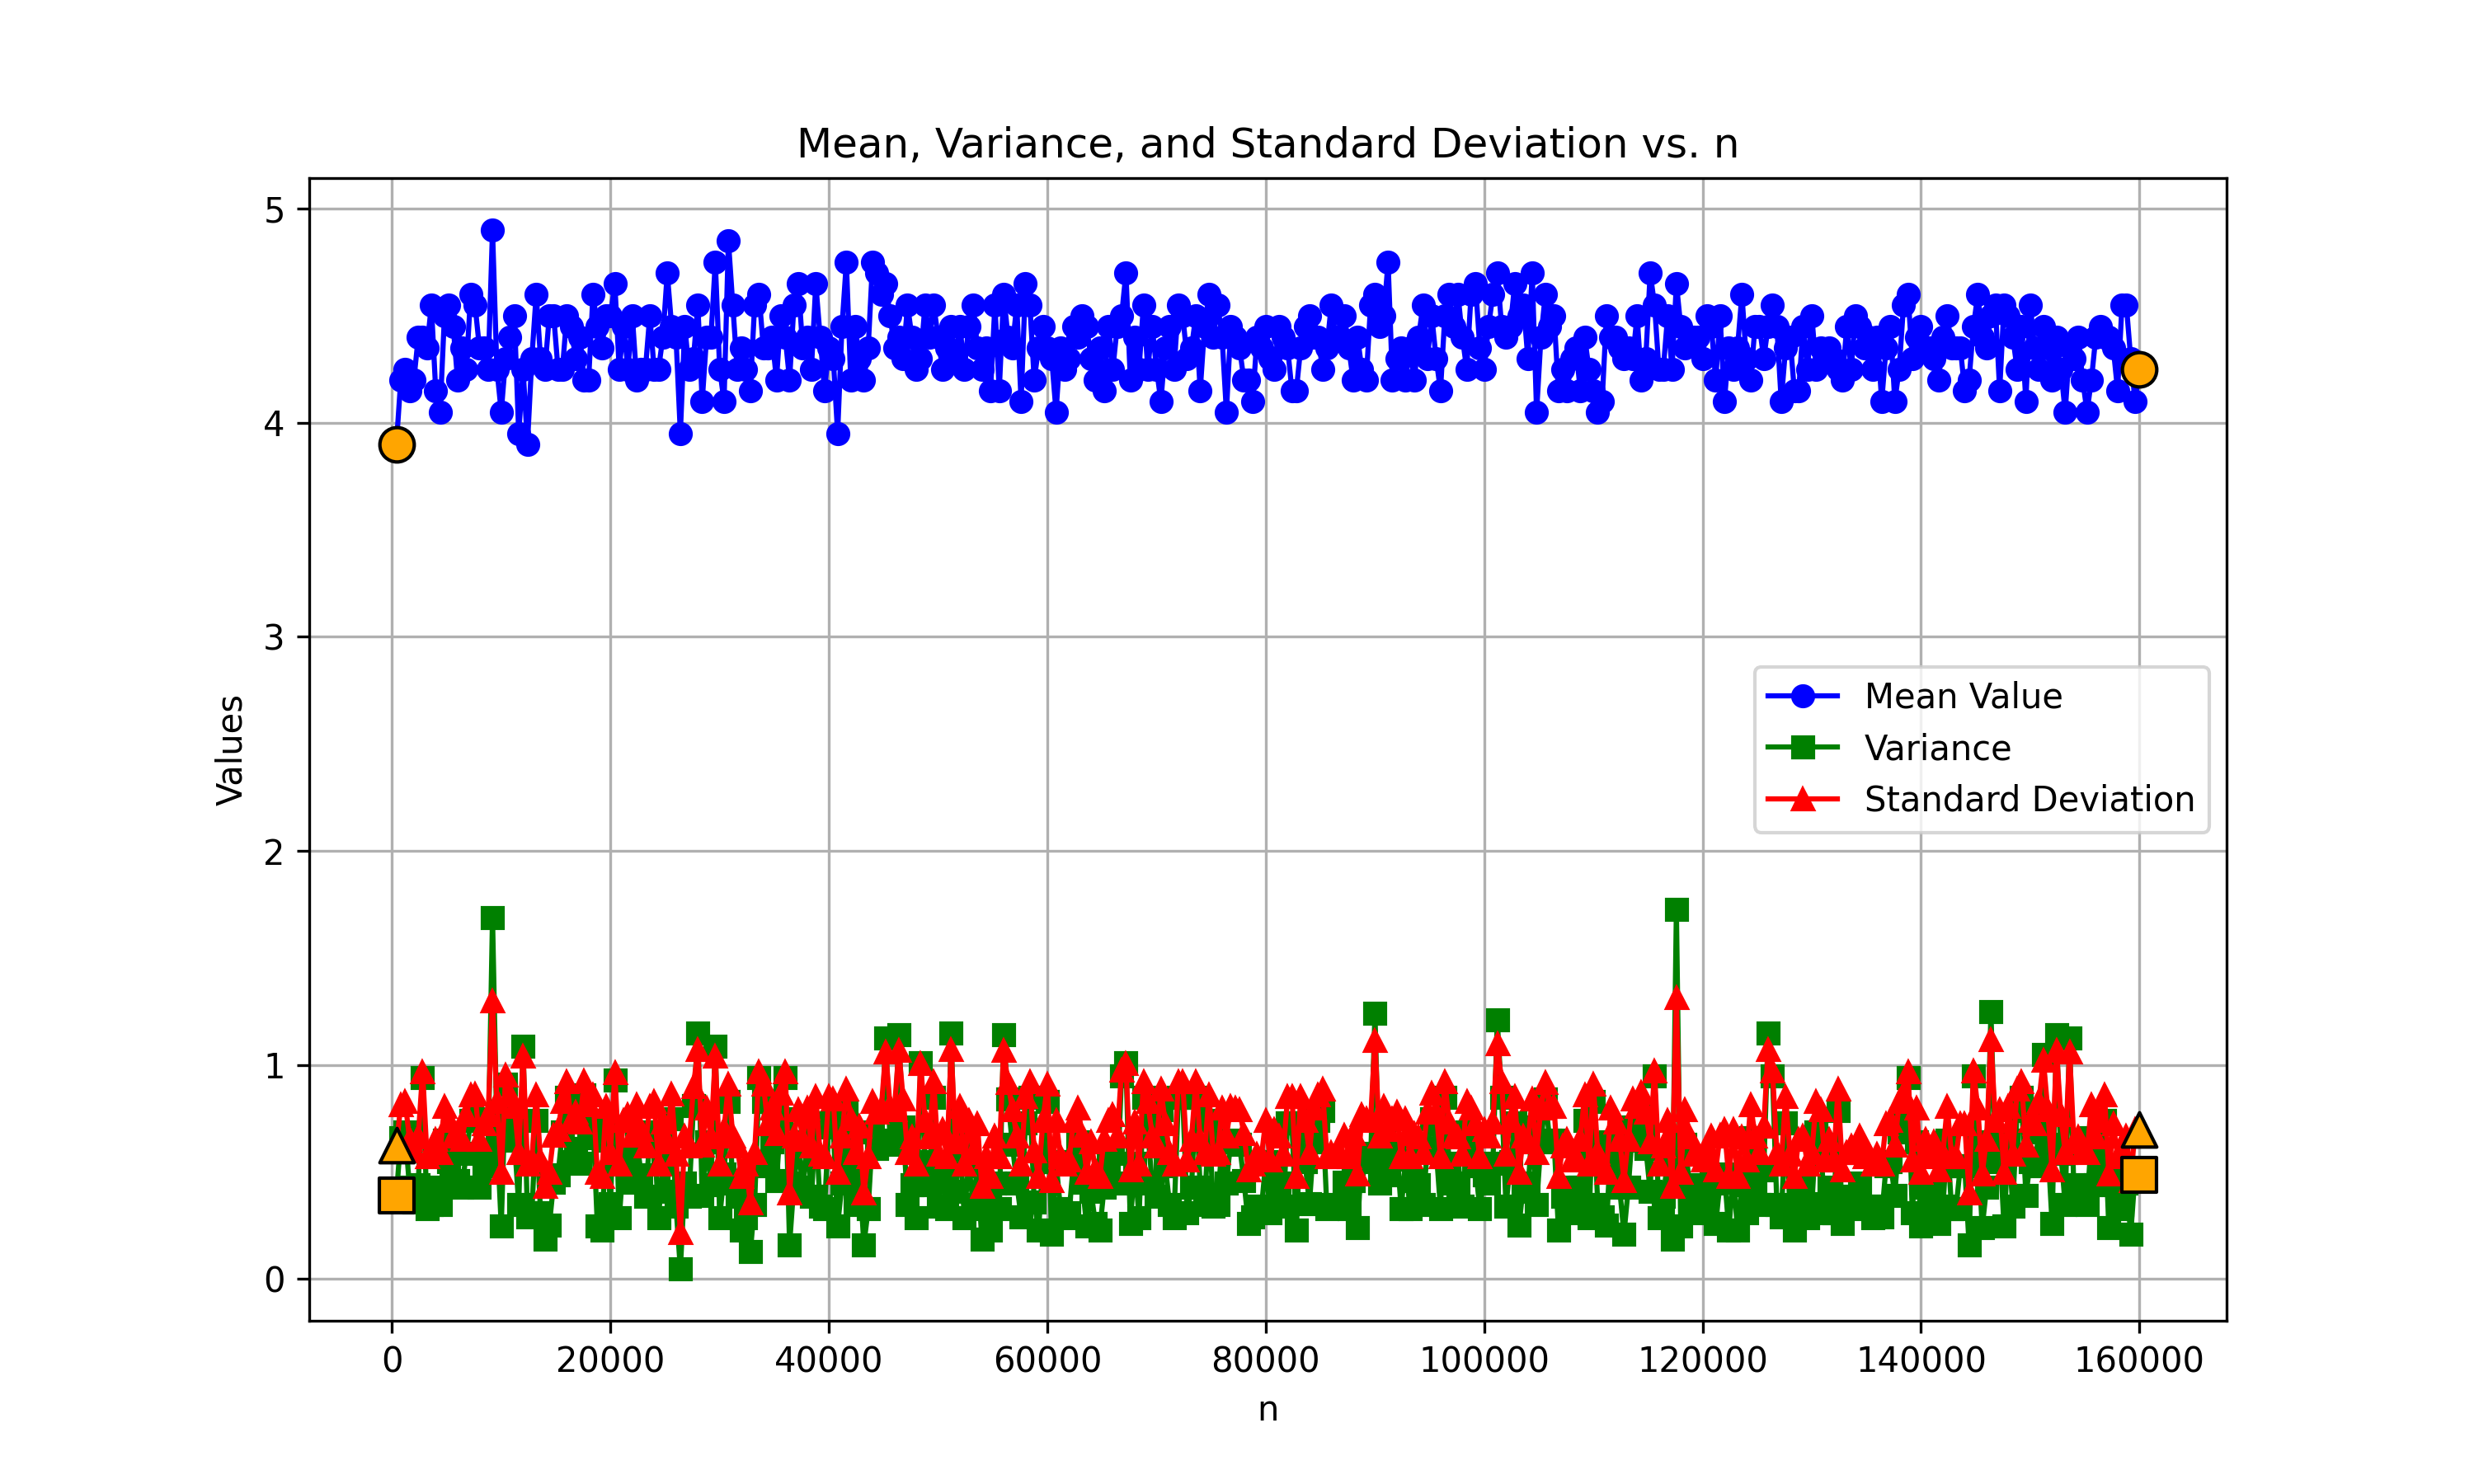 Mean, Variance, and Standard Deviation vs. n
5
4
3
2
1
0
Values
Mean Value
Variance
Standard Deviation
0 20000 40000 60000 80000 100000 120000 140000 160000
n